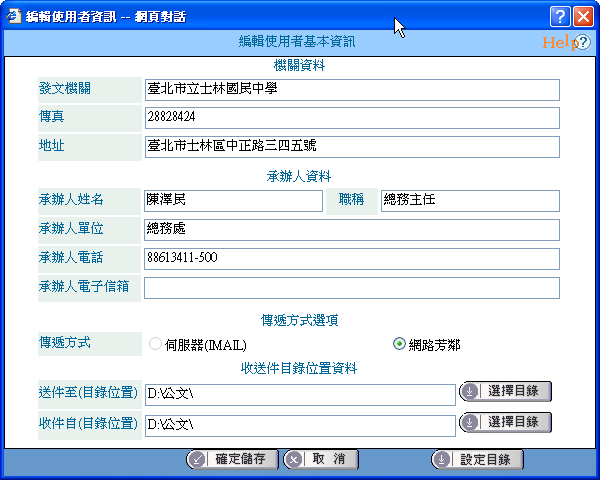 編輯使用者資訊 -- 網頁對話
編輯使用者基本資訊 Help
機關資料
發文機關 臺北市立士林國民中學
傳真 28828424
地址 臺北市士林區中正路三四五號
承辦人資料
承辦人姓名 陳澤民 職稱 總務主任
承辦人單位 總務處
承辦人電話 88613411-500
承辦人電子信箱
傳遞方式選項
傳遞方式 伺服器(IMAIL) 網路芳鄰
收送件目錄位置資料
送件至(目錄位置) D:\公文\ 選擇目錄
收件自(目錄位置) D:\公文\ 選擇目錄
確定儲存 取 消 設定目錄